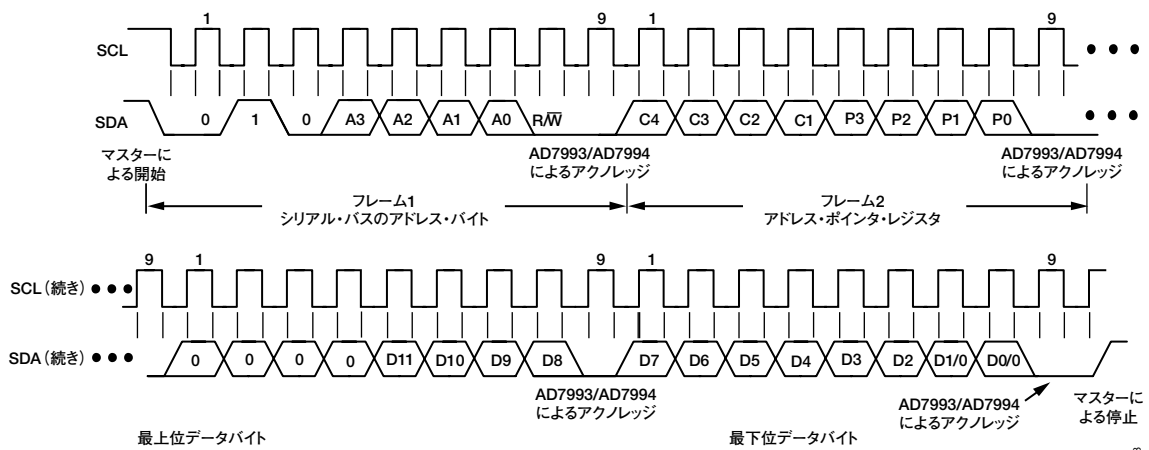 1 9 1 9
SCL
SDA 0 1 0 A3 A2 A1 A0 R/W̅ C4 C3 C2 C1 P3 P2 P1 P0
マスターに
よる開始
AD7993/AD7994
によるアクノレッジ
AD7993/AD7994
によるアクノレッジ
フレーム1
シリアル・バスのアドレス・バイト
フレーム2
アドレス・ポインタ・レジスタ
9 1 9 1 9
SCL（続き）
SDA（続き） 0 0 0 0 D11 D10 D9 D8 D7 D6 D5 D4 D3 D2 D1/0 D0/0
AD7993/AD7994
によるアクノレッジ
AD7993/AD7994
によるアクノレッジ
マスターに
よる停止
最上位データバイト
最下位データバイト